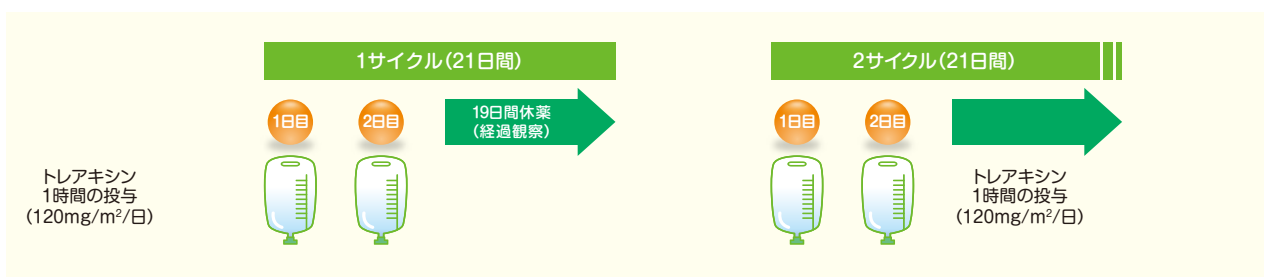 1サイクル(21日間)
2サイクル(21日間)
1日目
2日目
19日間休薬
(経過観察)
1日目
2日目
トレアキシン
1時間の投与
(120mg/m²/日)
トレアキシン
1時間の投与
(120mg/m²/日)